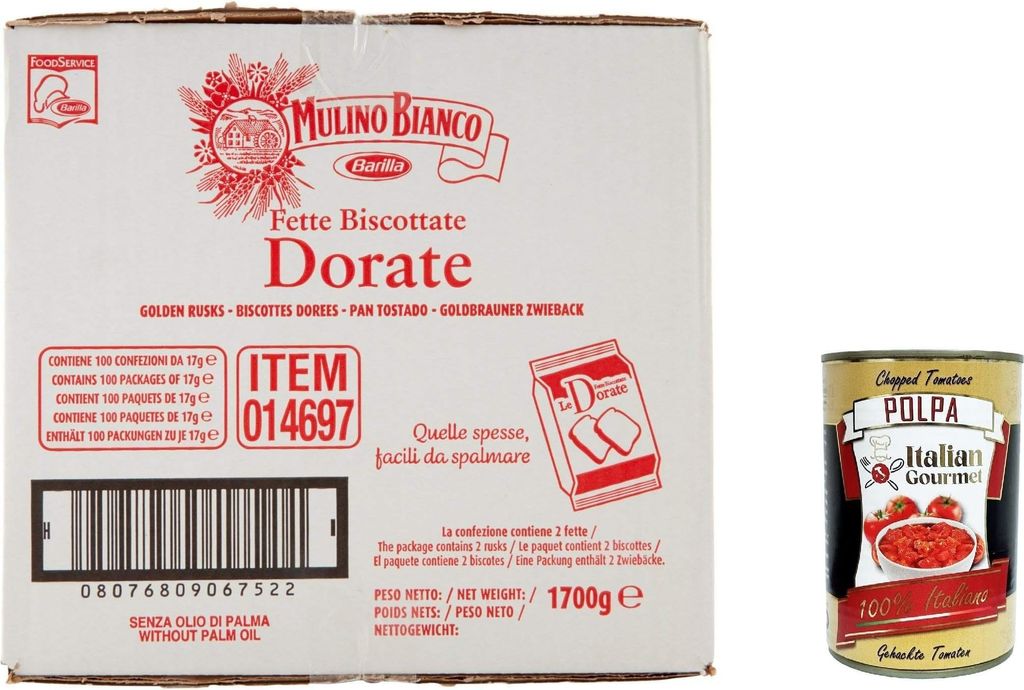 FOODSERVICE
Barilla
MULINO BIANCO
Barilla
Fette Biscottate
Dorate
GOLDEN RUSKS - BISCOTTES DOREES - PAN TOSTADO - GOLDBRAUNER ZWIEBACK
CONTIENE 100 CONFEZIONI DA 17g e
CONTAINS 100 PACKAGES OF 17g e
CONTIENT 100 PAQUETS DE 17g e
CONTIENE 100 PAQUETES DE 17g e
ENTHÄLT 100 PACKUNGEN ZU JE 17g e
ITEM
014697
Quelle spesse,
facili da spalmare
Le Dorate
Fette Biscottate
H
08076809067522
SENZA OLIO DI PALMA
WITHOUT PALM OIL
La confezione contiene 2 fette /
The package contains 2 rusks / Le paquet contient 2 biscottes /
El paquete contiene 2 biscotes / Eine Packung enthält 2 Zwiebäcke.
PESO NETTO: / NET WEIGHT: /
POIDS NETS: / PESO NETO /
NETTOGEWICHT:
1700g e
Chopped Tomatoes
POLPA
Italian
Gourmet
100% Italiano
Gehackte Tomaten